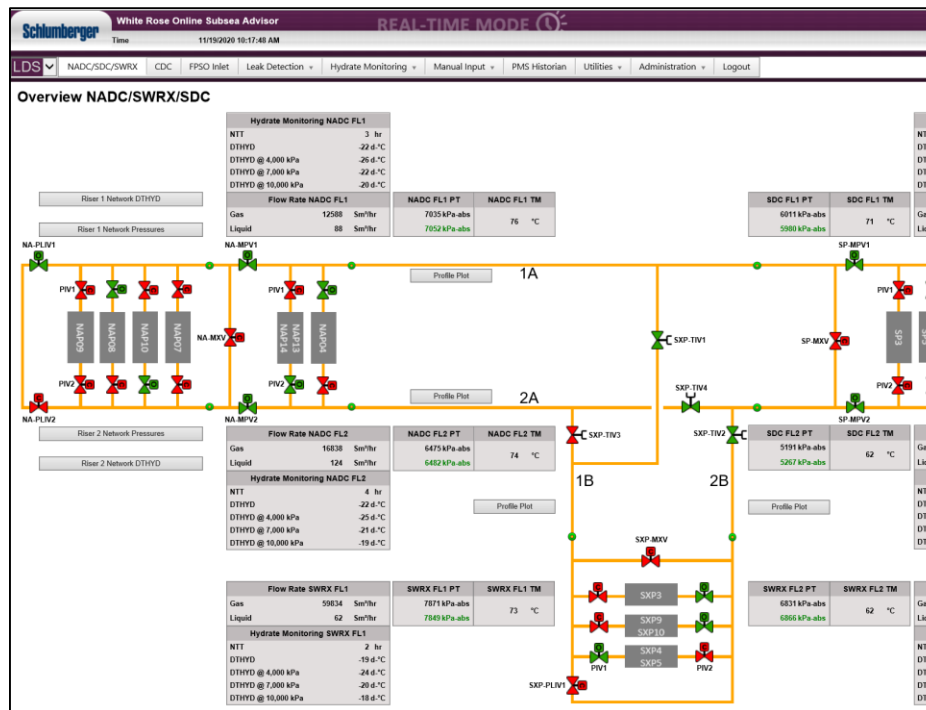 Schlumberger
White Rose Online Subsea Advisor
REAL-TIME MODE
Time 11/19/2020 10:17:48 AM
LDS NADC/SDC/SWRX CDC FPSO Inlet Leak Detection Hydrate Monitoring Manual Input PMS Historian Utilities Administration Logout
Overview NADC/SWRX/SDC
Hydrate Monitoring NADC FL1
NTT 3 hr
DTHYD -22 d-°C
DTHYD @ 4,000 kPa -26 d-°C
DTHYD @ 7,000 kPa -22 d-°C
DTHYD @ 10,000 kPa -20 d-°C
Flow Rate NADC FL1
Gas 12588 Sm³/hr
Liquid 88 Sm³/hr
NADC FL1 PT NADC FL1 TM
7035 kPa-abs
7052 kPa-abs
76 °C
SDC FL1 PT SDC FL1 TM
6011 kPa-abs
5980 kPa-abs
71 °C
NTT
Ga
Liq
Riser 1 Network DTHYD
Riser 1 Network Pressures
NA-PLIV1
NA-MPV1
SP-MPV1
Profile Plot
1A
PIV1
PIV1
PIV1
NAP09
NAP08
NAP10
NAP07
NA-MXV
NAP13
NAP14
NAP04
SXP-TIV1
SP-MXV
SP3
PIV2
PIV2
PIV2
SXP-TIV4
Profile Plot
2A
NA-PLIV2
NA-MPV2
SP-MPV2
SXP-TIV3
SXP-TIV2
Riser 2 Network Pressures
Riser 2 Network DTHYD
Flow Rate NADC FL2
Gas 16838 Sm³/hr
Liquid 124 Sm³/hr
NADC FL2 PT NADC FL2 TM
6475 kPa-abs
6482 kPa-abs
74 °C
SDC FL2 PT SDC FL2 TM
5191 kPa-abs
5267 kPa-abs
62 °C
Hydrate Monitoring NADC FL2
NTT 4 hr
DTHYD -22 d-°C
DTHYD @ 4,000 kPa -25 d-°C
DTHYD @ 7,000 kPa -21 d-°C
DTHYD @ 10,000 kPa -19 d-°C
1B
2B
Profile Plot
Profile Plot
SXP-MXV
SXP3
SXP9
SXP10
SXP4
SXP5
PIV1
PIV2
SXP-PLIV1
Flow Rate SWRX FL1
Gas 59834 Sm³/hr
Liquid 62 Sm³/hr
SWRX FL1 PT SWRX FL1 TM
7871 kPa-abs
7849 kPa-abs
73 °C
SWRX FL2 PT SWRX FL2 TM
6831 kPa-abs
6866 kPa-abs
62 °C
Hydrate Monitoring SWRX FL1
NTT 2 hr
DTHYD -19 d-°C
DTHYD @ 4,000 kPa -24 d-°C
DTHYD @ 7,000 kPa -20 d-°C
DTHYD @ 10,000 kPa -18 d-°C